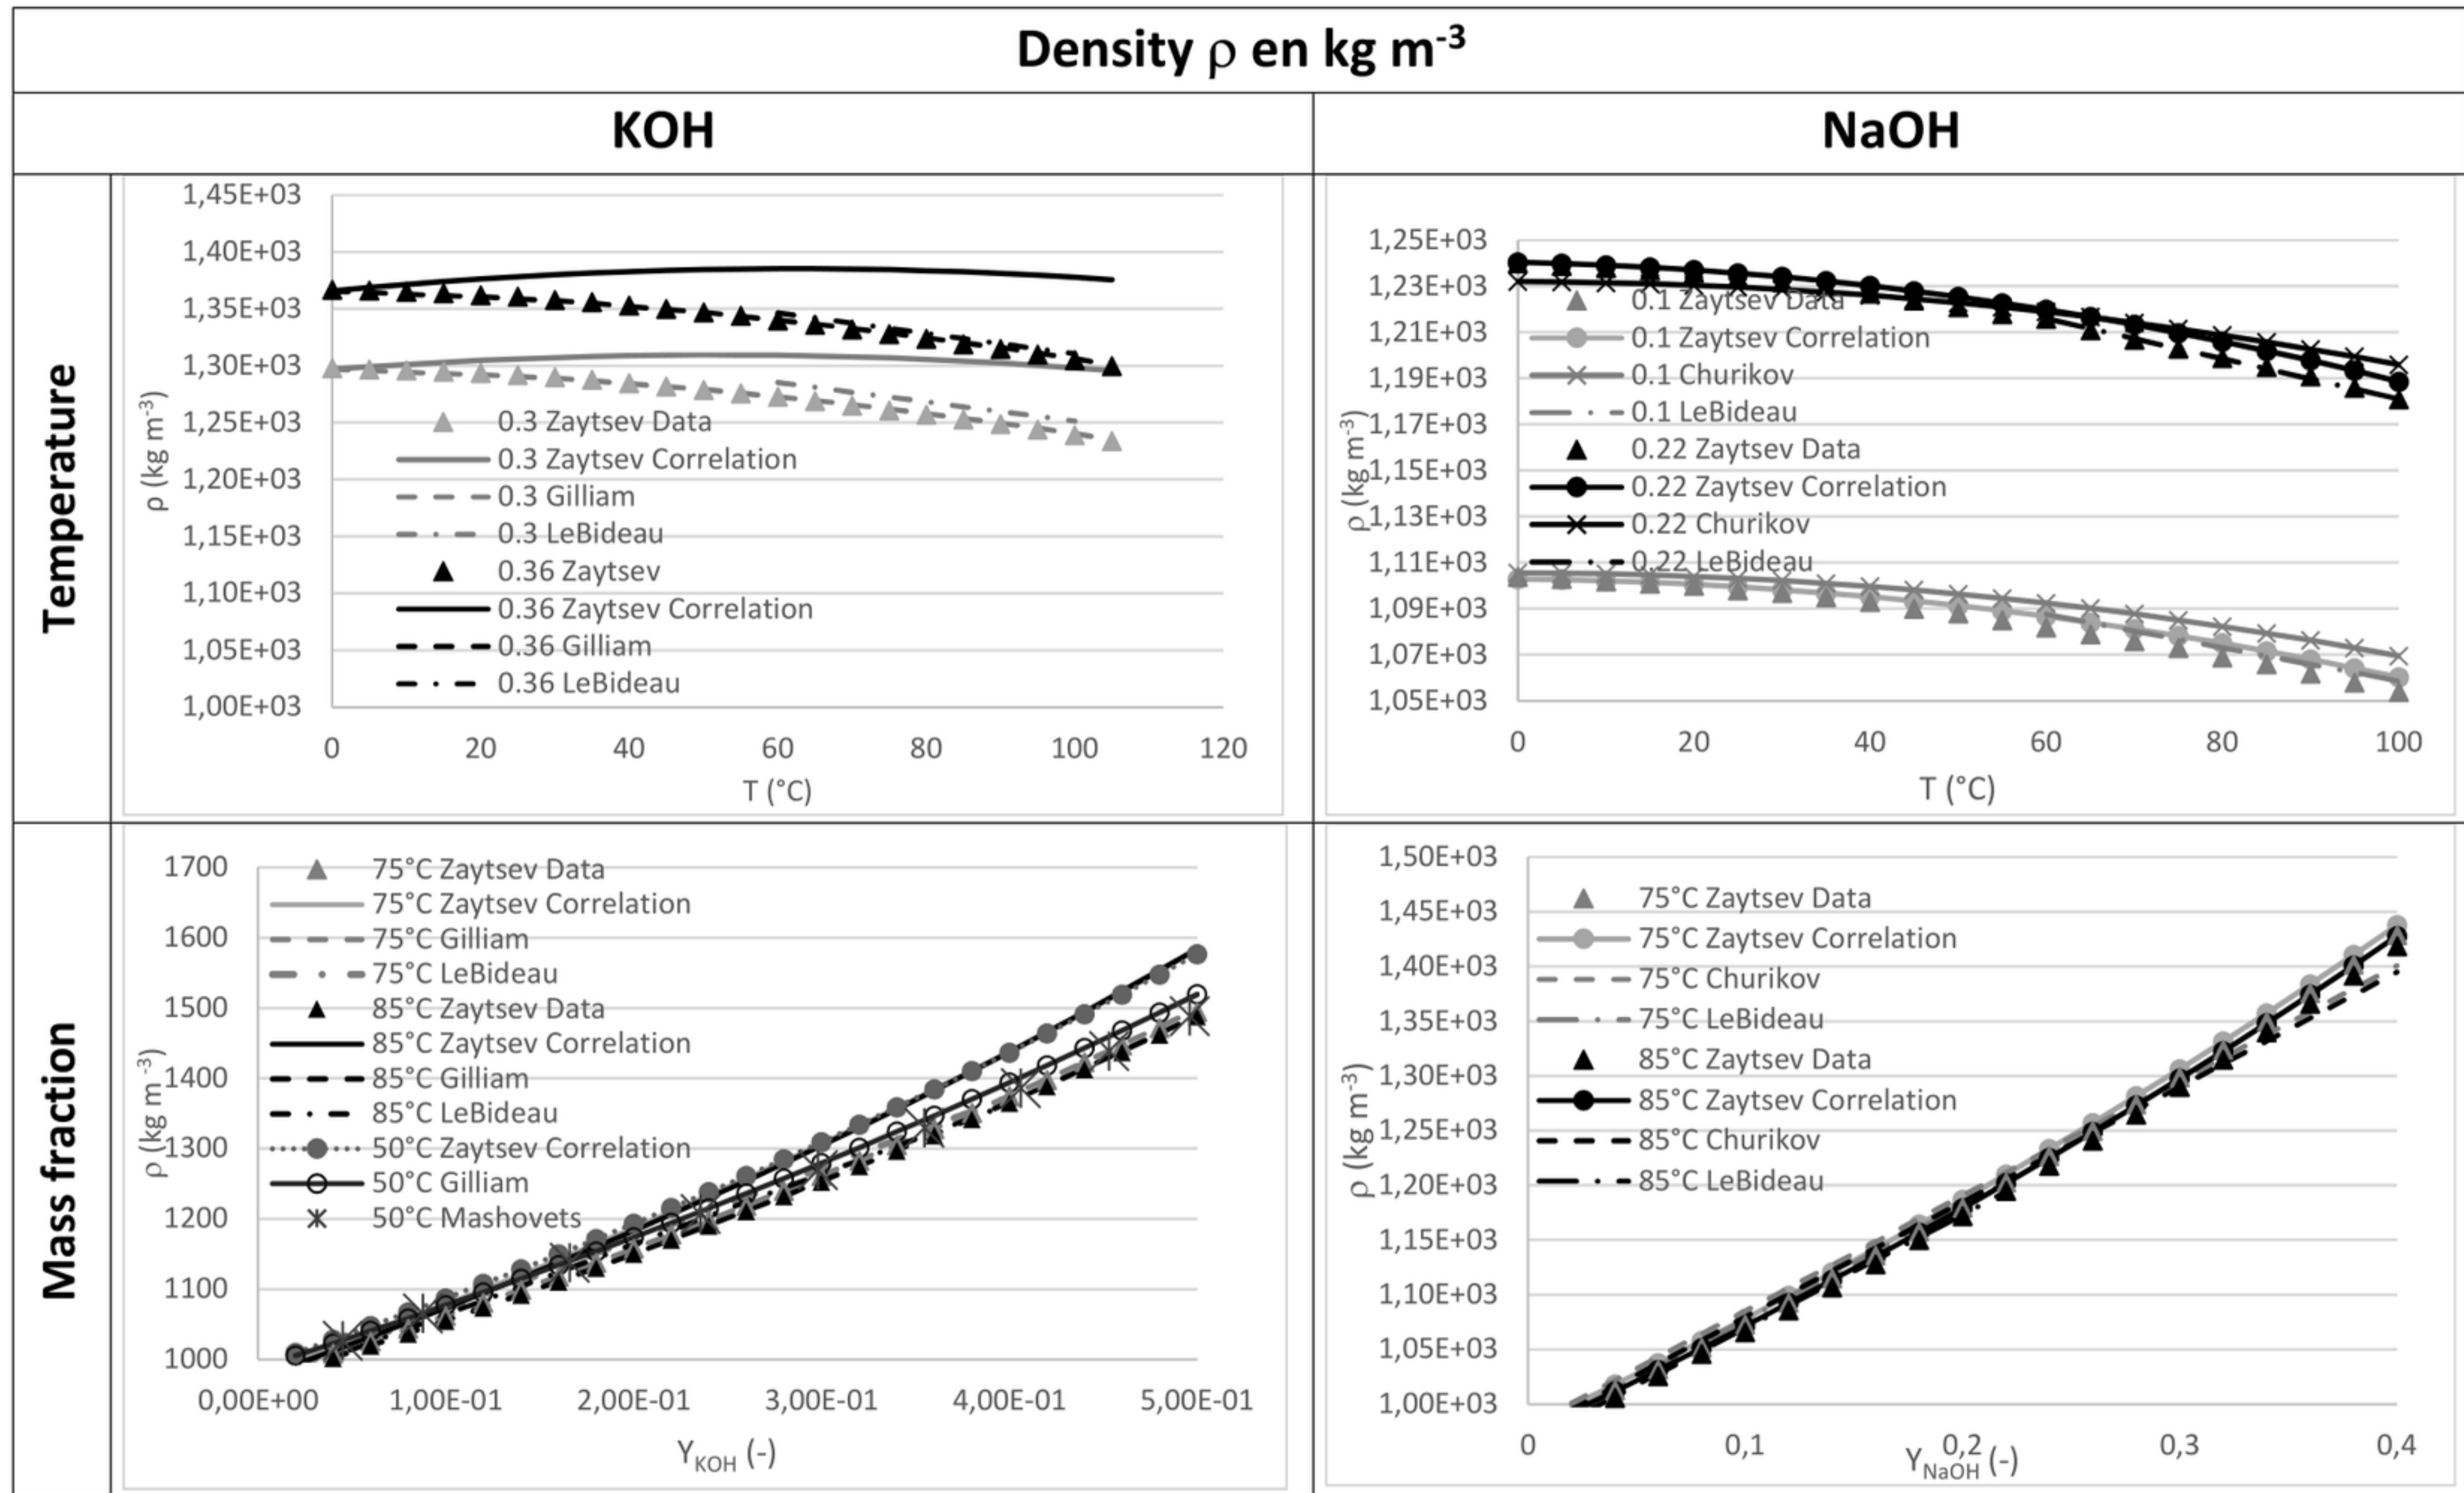 Density ρ en kg m-3
KOH
NaOH
Temperature
1,45E+03
1,40E+03
1,35E+03
1,30E+03
1,25E+03
1,20E+03
1,15E+03
1,10E+03
1,05E+03
1,00E+03
ρ (kg m-3)
0.3 Zaytsev Data
0.3 Zaytsev Correlation
0.3 Gilliam
0.3 LeBideau
0.36 Zaytsev
0.36 Zaytsev Correlation
0.36 Gilliam
0.36 LeBideau
0 20 40 60 80 100 120
T (°C)
1,25E+03
1,23E+03
1,21E+03
1,19E+03
1,17E+03
1,15E+03
1,13E+03
1,11E+03
1,09E+03
1,07E+03
1,05E+03
ρ (kg m-3)
0.1 Zaytsev Data
0.1 Zaytsev Correlation
0.1 Churikov
0.1 LeBideau
0.22 Zaytsev Data
0.22 Zaytsev Correlation
0.22 Churikov
0.22 LeBideau
0 20 40 60 80 100
T (°C)
Mass fraction
1700
1600
1500
1400
1300
1200
1100
1000
ρ (kg m-3)
75°C Zaytsev Data
75°C Zaytsev Correlation
75°C Gilliam
75°C LeBideau
85°C Zaytsev Data
85°C Zaytsev Correlation
85°C Gilliam
85°C LeBideau
50°C Zaytsev Correlation
50°C Gilliam
50°C Mashovets
0,00E+00 1,00E-01 2,00E-01 3,00E-01 4,00E-01 5,00E-01
YKOH (-)
1,50E+03
1,45E+03
1,40E+03
1,35E+03
1,30E+03
1,25E+03
1,20E+03
1,15E+03
1,10E+03
1,05E+03
1,00E+03
ρ (kg m-3)
75°C Zaytsev Data
75°C Zaytsev Correlation
75°C Churikov
75°C LeBideau
85°C Zaytsev Data
85°C Zaytsev Correlation
85°C Churikov
85°C LeBideau
0 0,1 0,2 0,3 0,4
YNaOH (-)